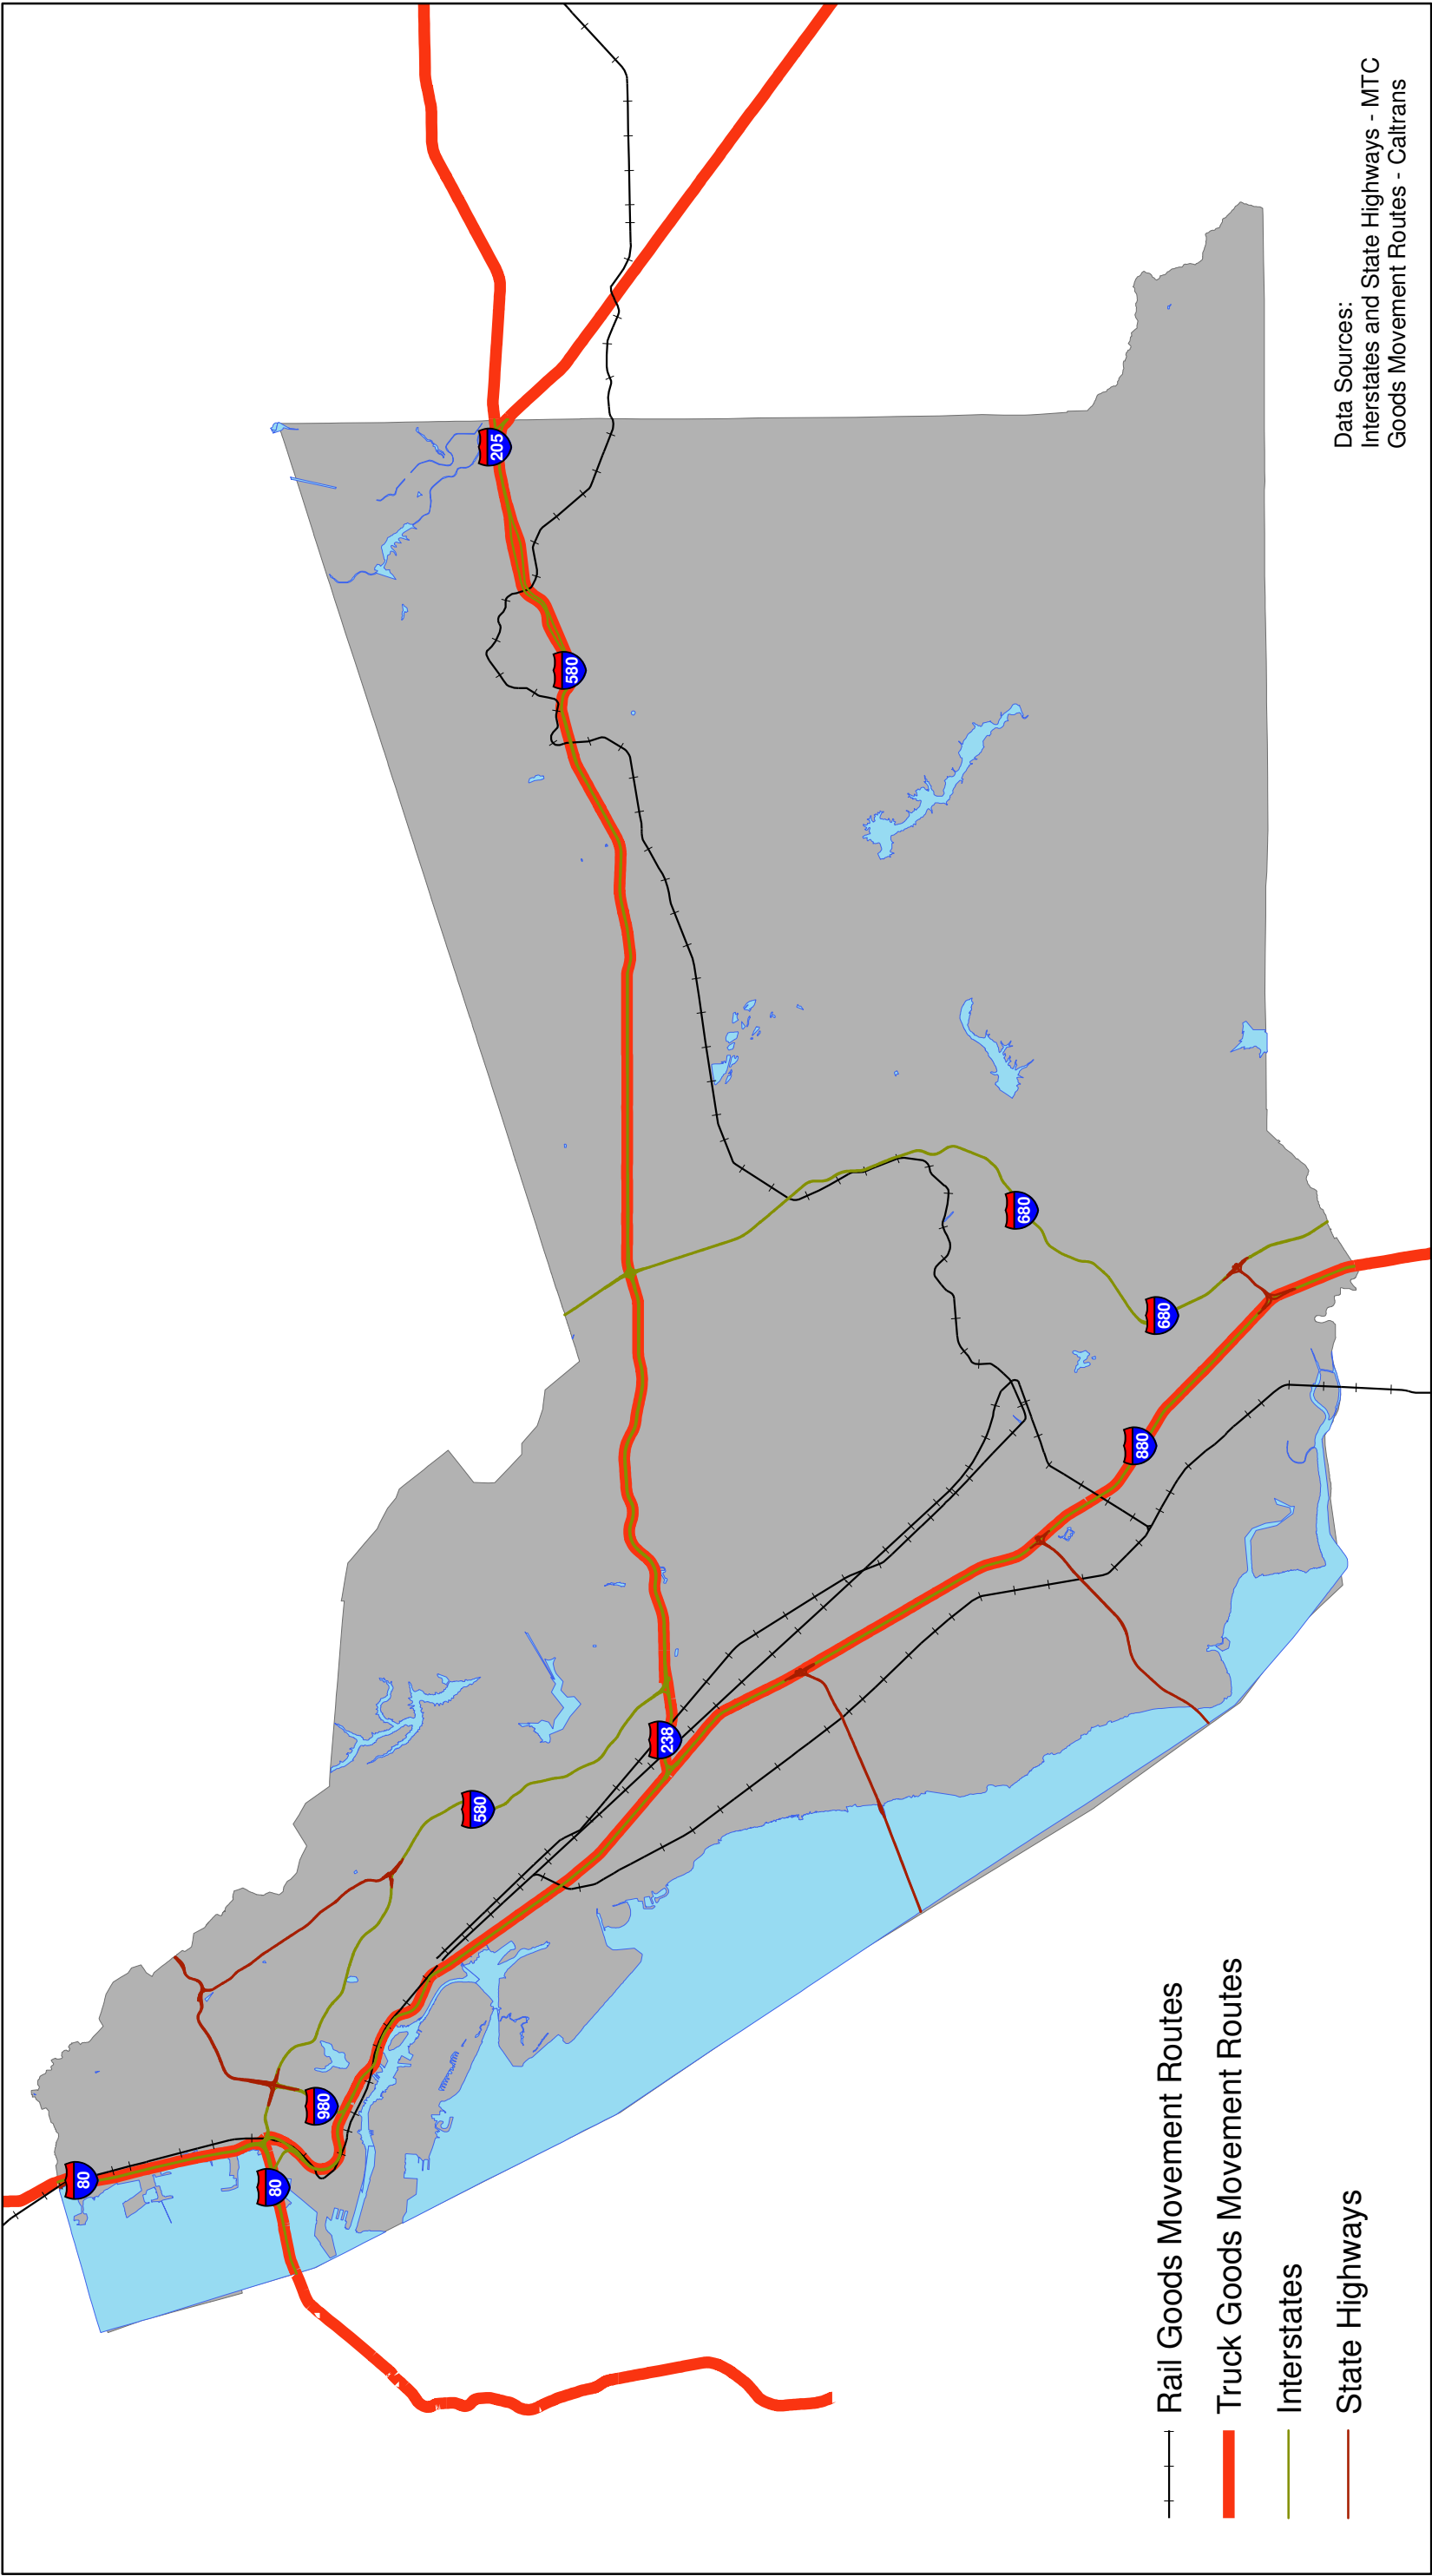 80
80
980
580
238
880
680
680
580
205
Rail Goods Movement Routes
Truck Goods Movement Routes
Interstates
State Highways
Data Sources:
Interstates and State Highways - MTC
Goods Movement Routes - Caltrans